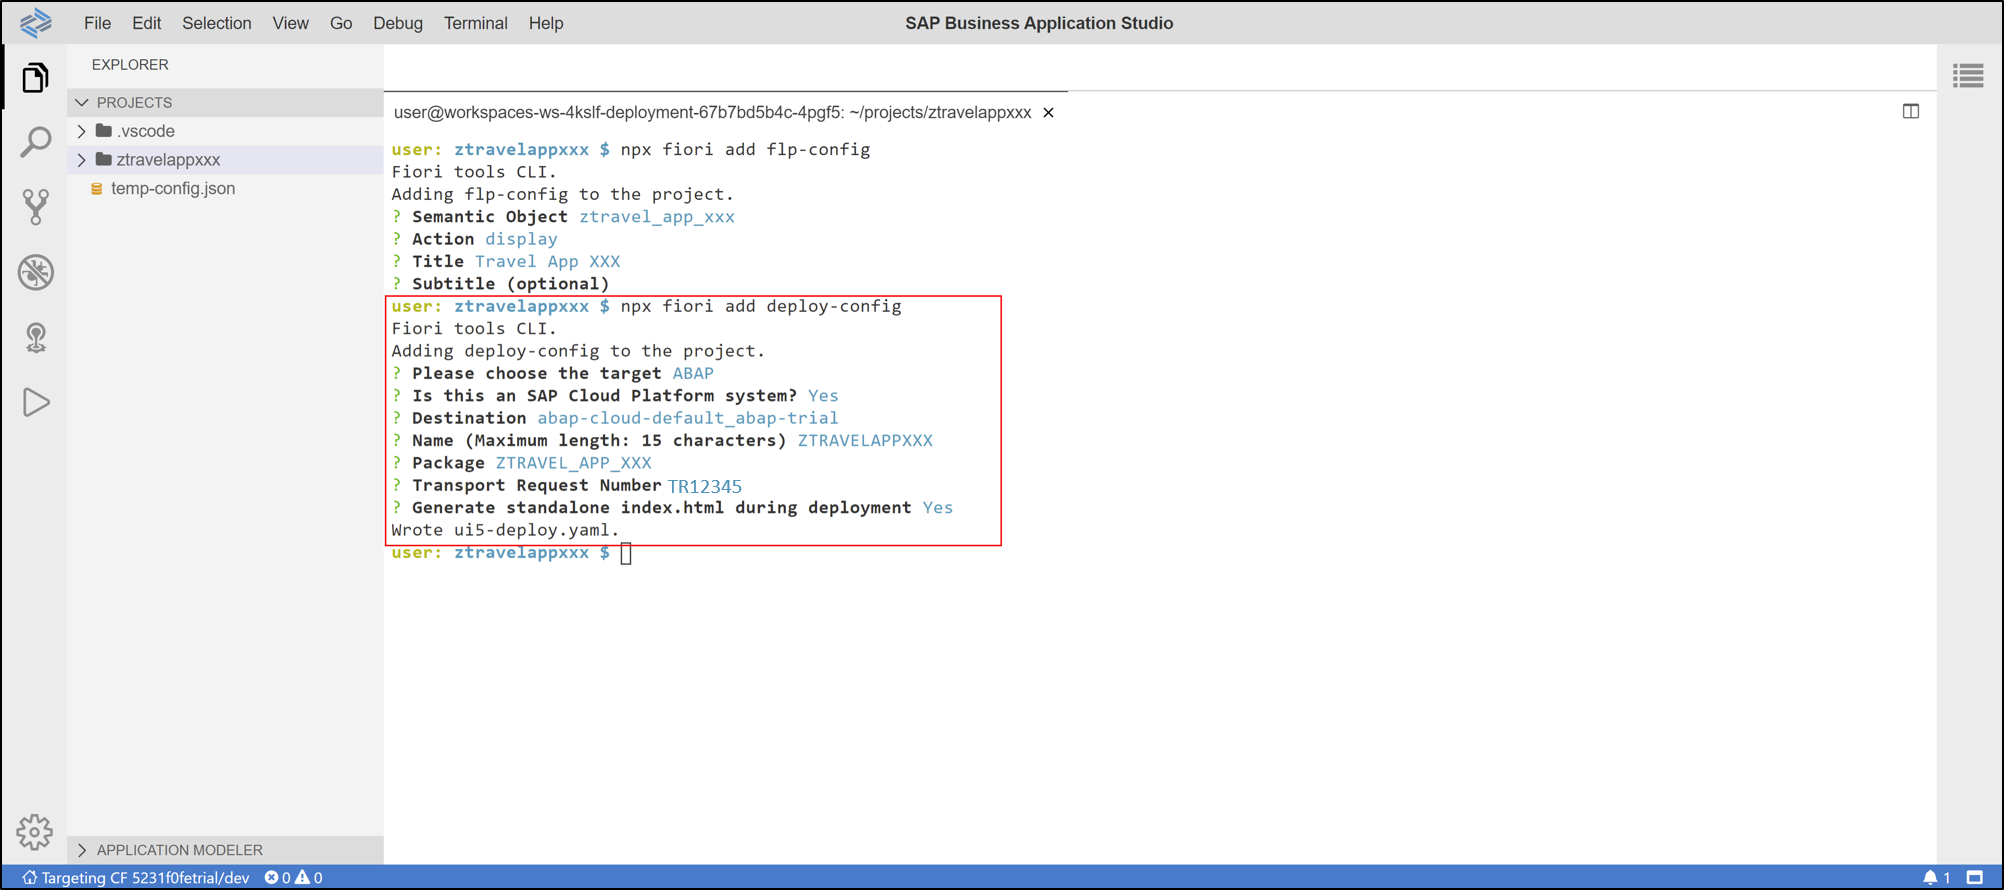 File Edit Selection View Go Debug Terminal Help SAP Business Application Studio
EXPLORER
PROJECTS
.vscode
ztravelappxxx
temp-config.json
user@workspaces-ws-4kslf-deployment-67b7bd5b4c-4pgf5: ~/projects/ztravelappxxx
user: ztravelappxxx $ npx fiori add flp-config
Fiori tools CLI.
Adding flp-config to the project.
? Semantic Object ztravel_app_xxx
? Action display
? Title Travel App XXX
? Subtitle (optional)
user: ztravelappxxx $ npx fiori add deploy-config
Fiori tools CLI.
Adding deploy-config to the project.
? Please choose the target ABAP
? Is this an SAP Cloud Platform system? Yes
? Destination abap-cloud-default_abap-trial
? Name (Maximum length: 15 characters) ZTRAVELAPPXXX
? Package ZTRAVEL_APP_XXX
? Transport Request Number TR12345
? Generate standalone index.html during deployment Yes
Wrote ui5-deploy.yaml.
user: ztravelappxxx $
APPLICATION MODELER
Targeting CF 5231f0fetrial/dev 0 0 1